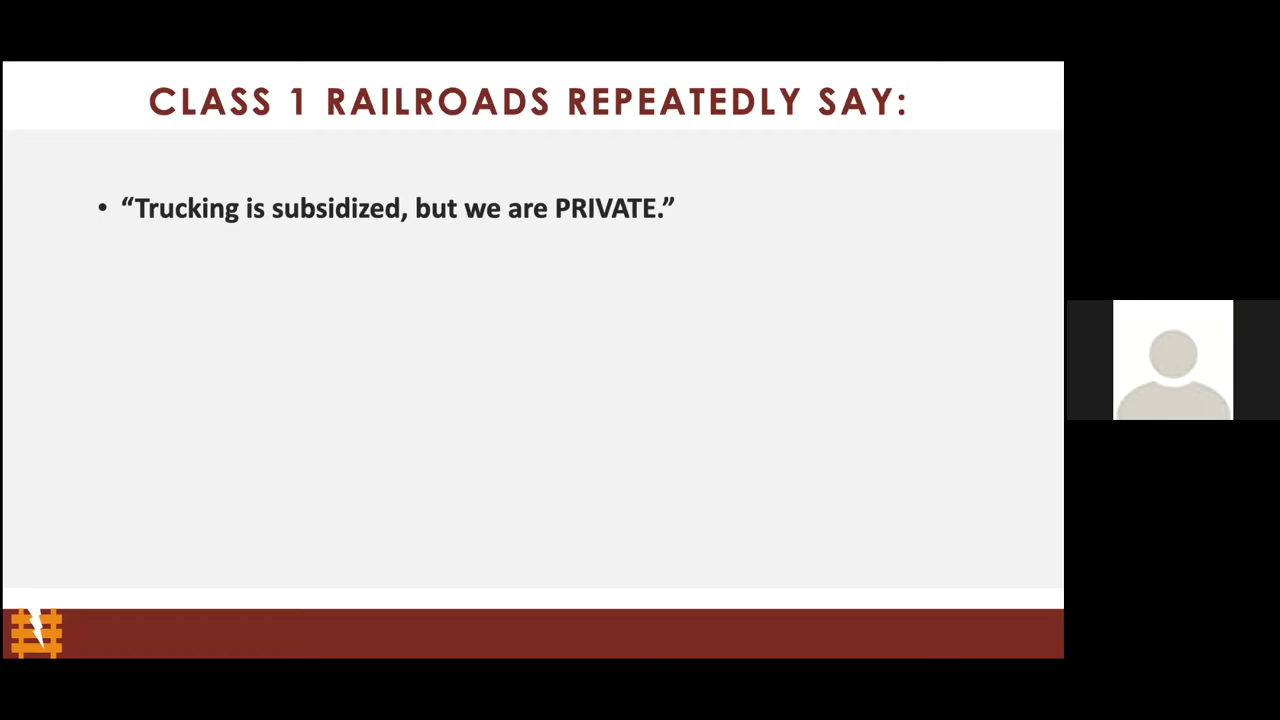 CLASS 1 RAILROADS REPEATEDLY SAY:
• “Trucking is subsidized, but we are PRIVATE.”